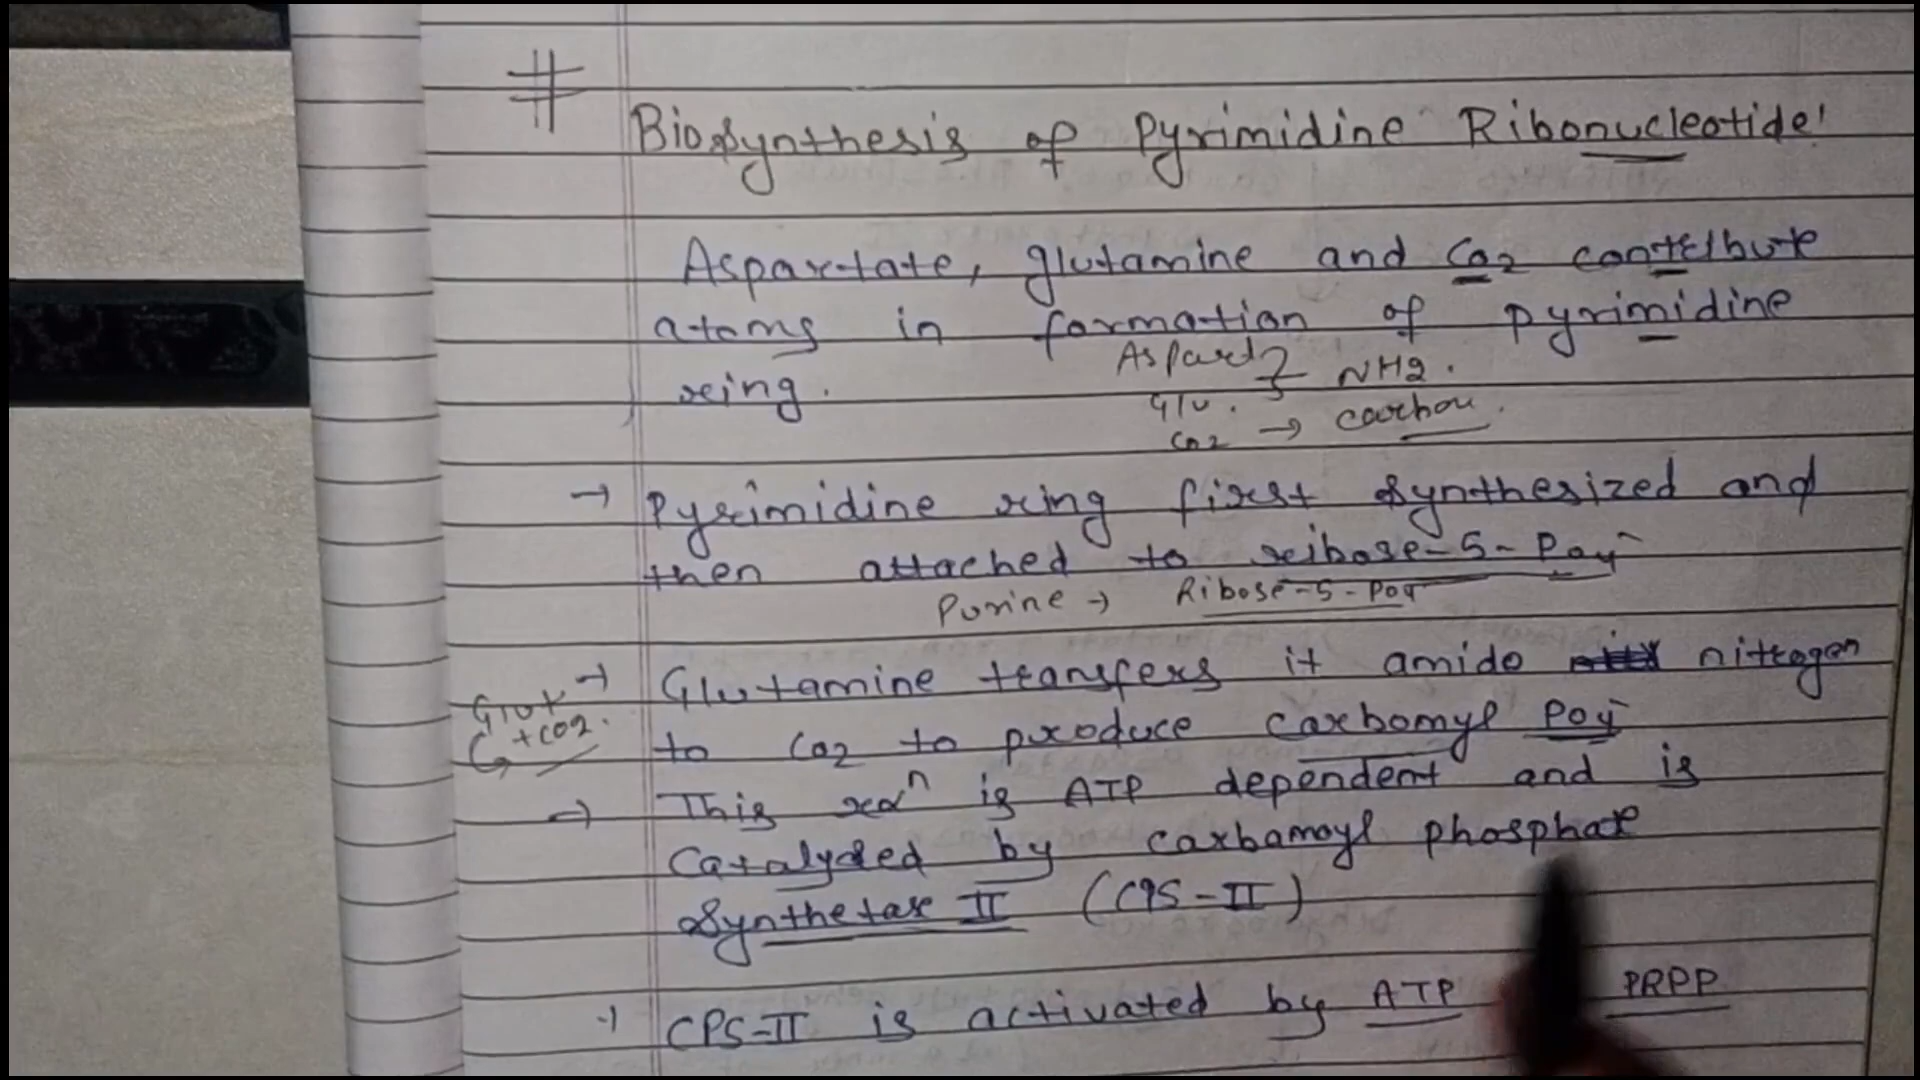 #
Biosynthesis of Pyrimidine Ribonucleotide!
Aspartate, glutamine and Co2 contribute
atoms in formation of pyrimidine
ring.
Aspart
Glu. } NH2.
Co2 → carbon.
→ Pyrimidine ring first synthesized and
then attached to ribose-5-Po4-
Purine → Ribose-5-Po4
→ Glutamine transfers it amido nitrogen
Glut
+ CO2.
to Co2 to produce carbomyl Po4-
→ This rxn is ATP dependent and is
Catalysed by carbamoyl phosphate
Synthetase II (CPS-II)
→ CPS-II is activated by ATP PRPP